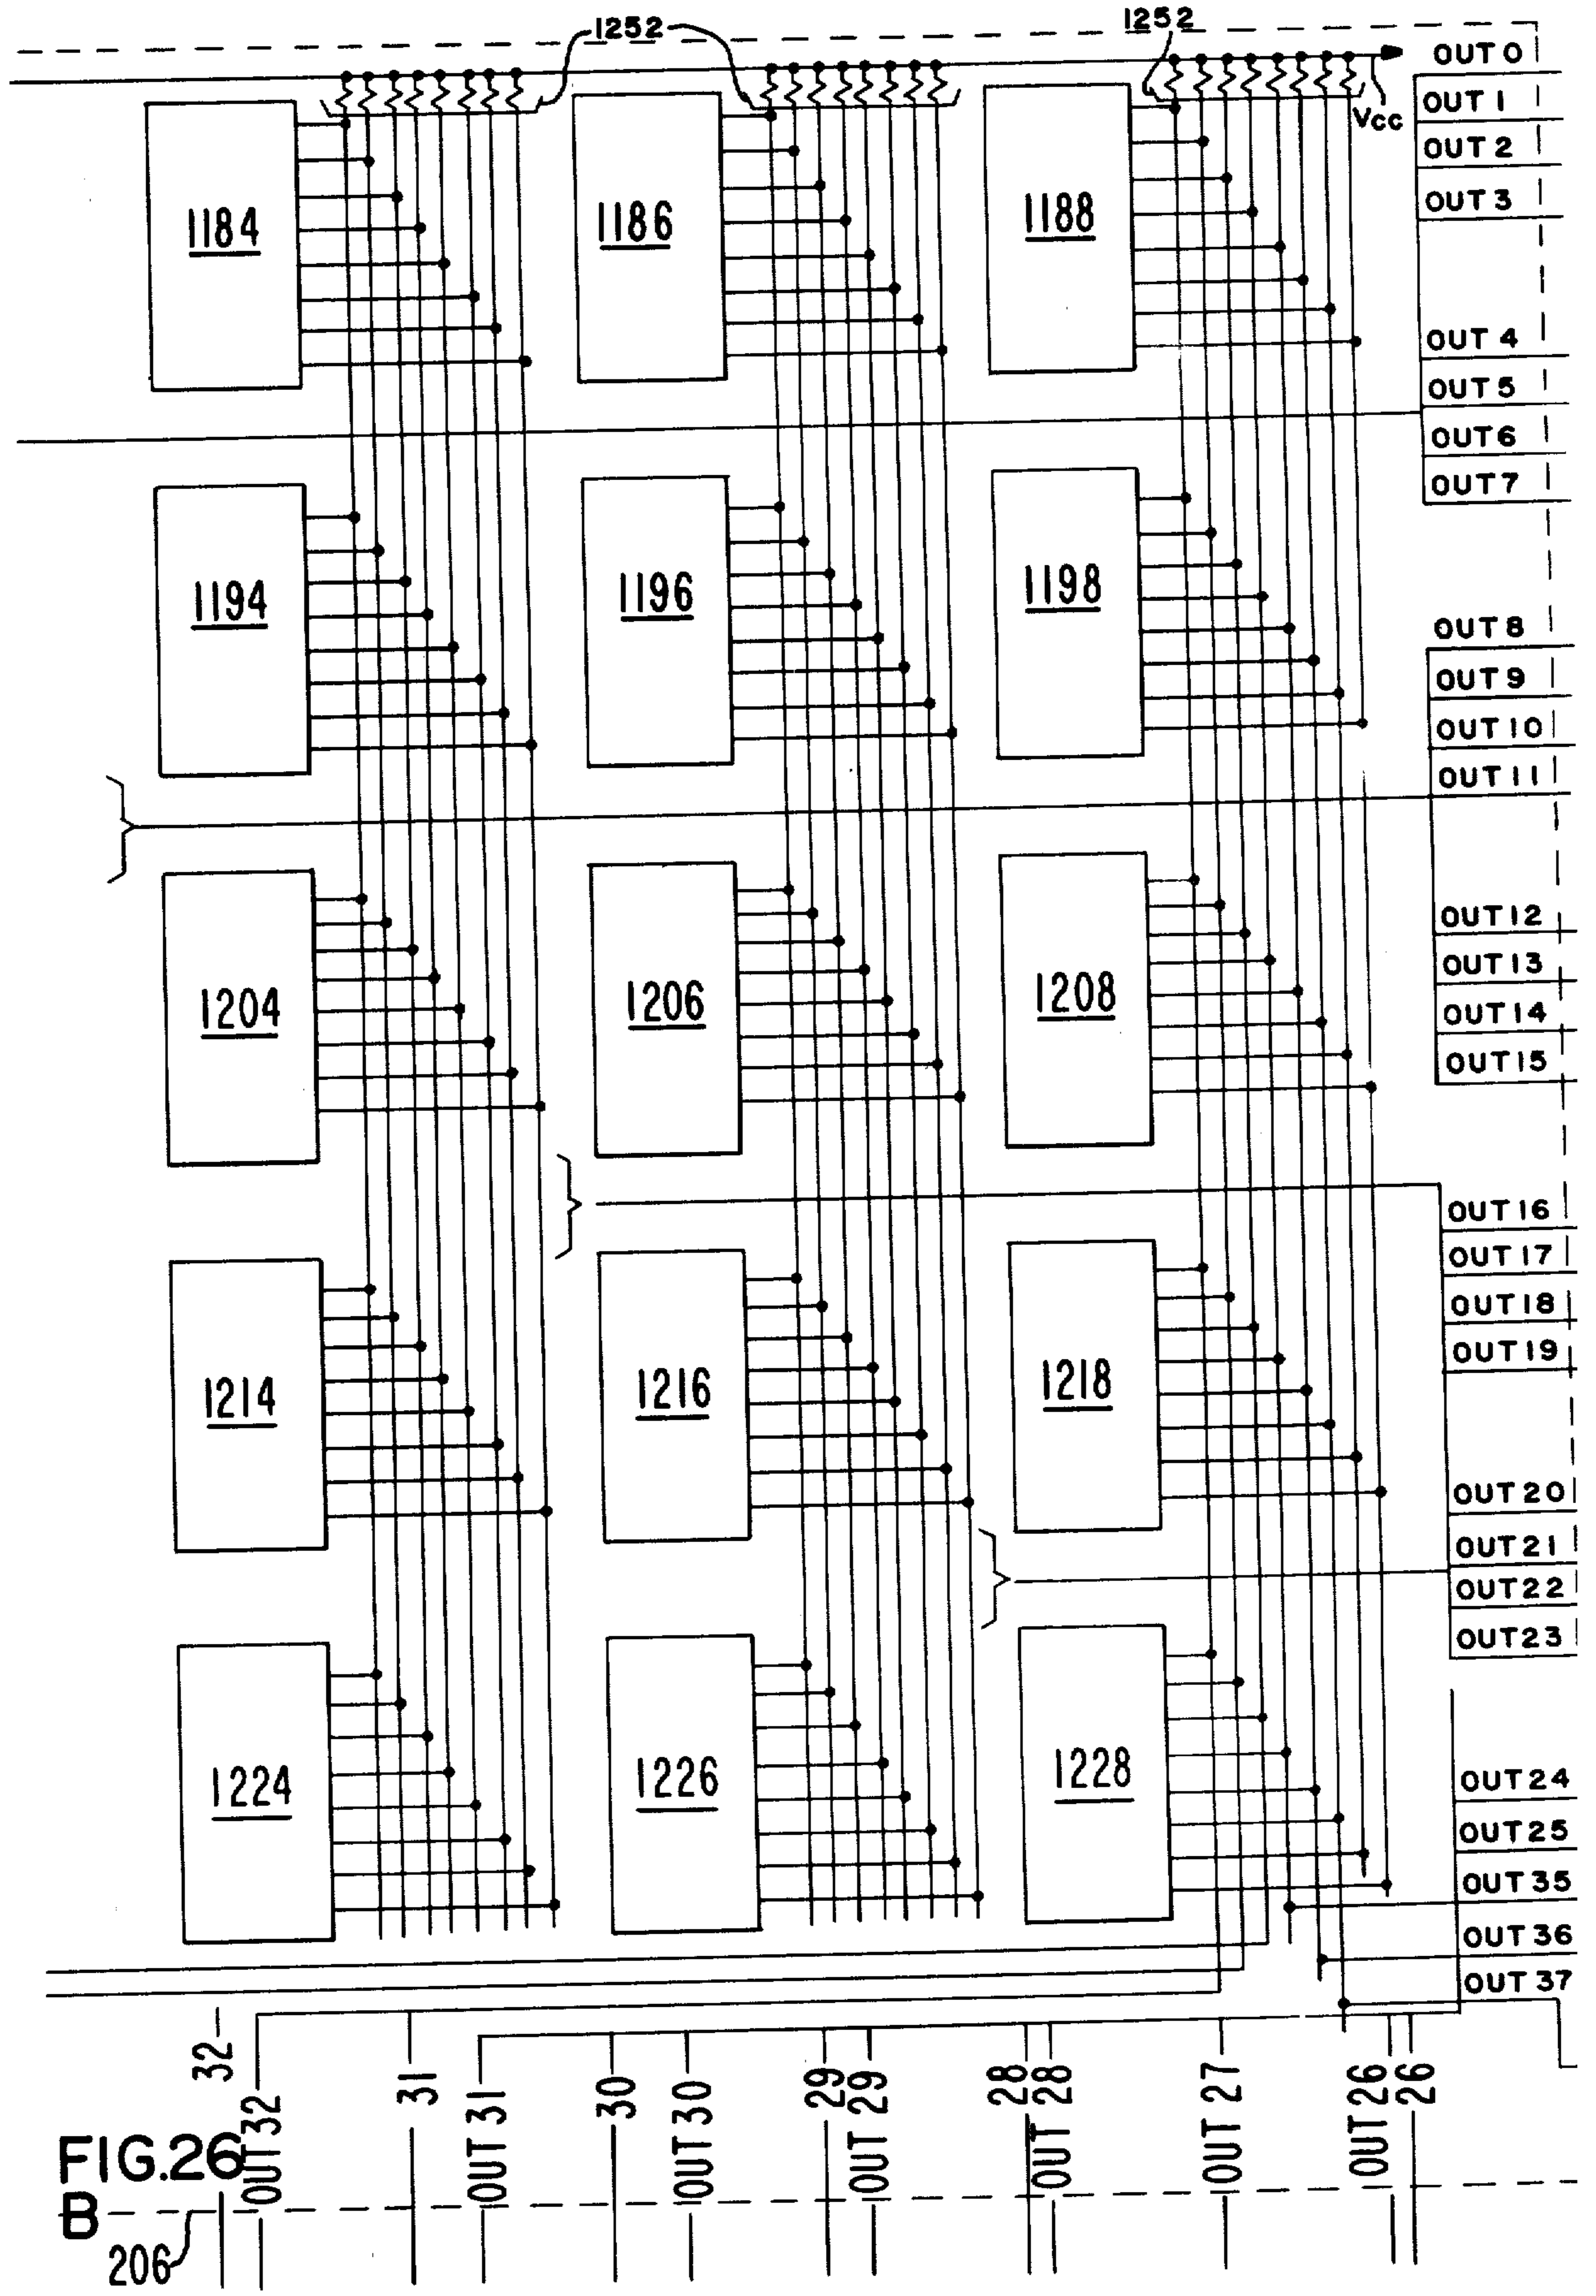 1252
1252
OUT 0
OUT 1
VCC
OUT 2
OUT 3
1184
1186
1188
OUT 4
OUT 5
OUT 6
OUT 7
1194
1196
1198
OUT 8
OUT 9
OUT 10
OUT 11
OUT 12
OUT 13
1204
1206
1208
OUT 14
OUT 15
OUT 16
OUT 17
OUT 18
OUT 19
1214
1216
1218
OUT 20
OUT 21
OUT 22
OUT 23
1224
1226
1228
OUT 24
OUT 25
OUT 35
OUT 36
OUT 37
32
OUT 32
31
OUT 31
30
OUT 30
29
OUT 29
28
OUT 28
OUT 27
OUT 26
26
FIG.26
B
206